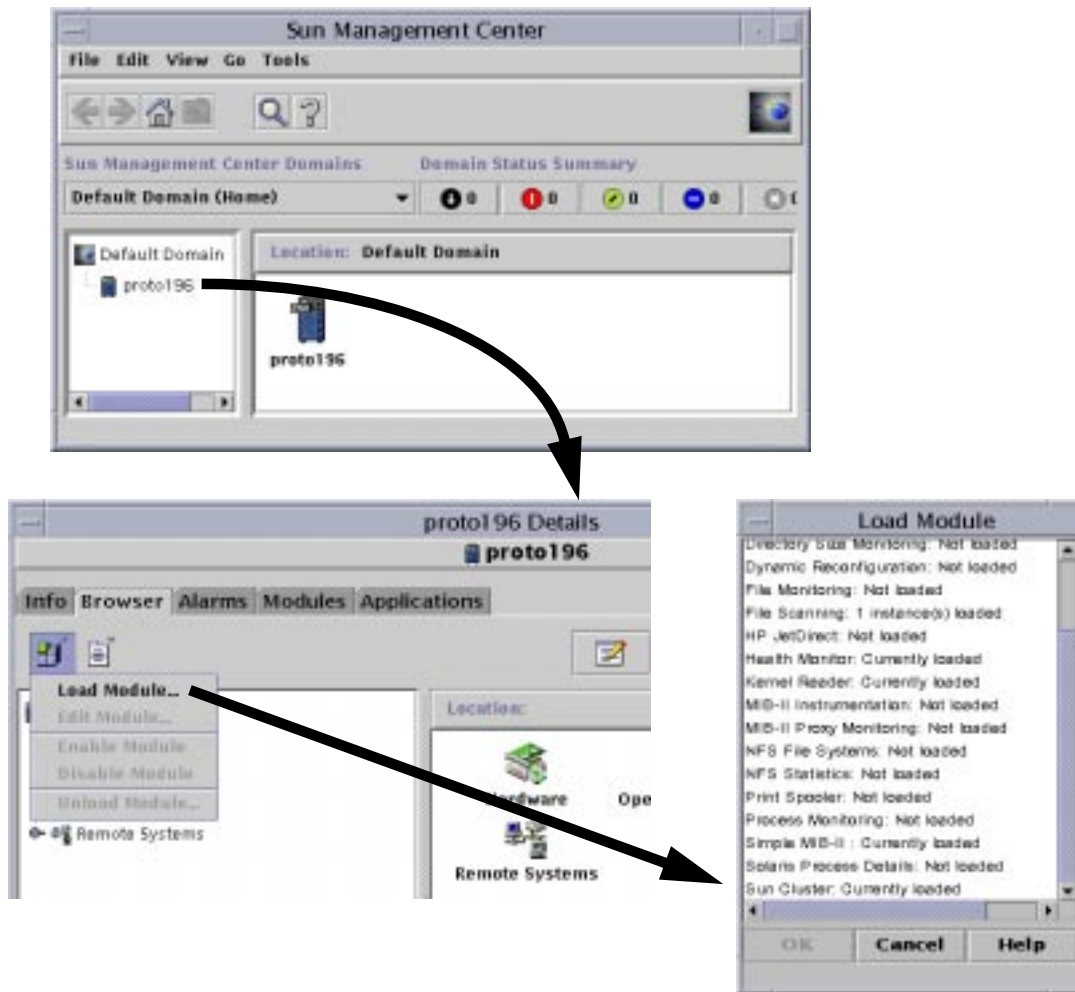 Sun Management Center
File Edit View Go Tools
Sun Management Center Domains Domain Status Summary
Default Domain (Home) 0 0 0 0
Default Domain
proto196
Location: Default Domain
proto196
proto196 Details
proto196
Info Browser Alarms Modules Applications
Load Module...
Edit Module...
Enable Module
Disable Module
Unload Module...
Remote Systems
Location:
Hardware Ope
Remote Systems
Load Module
Directory Size Monitoring: Not loaded
Dynamic Reconfiguration: Not loaded
File Monitoring: Not loaded
File Scanning: 1 instance(s) loaded
HP JetDirect: Not loaded
Health Monitor: Currently loaded
Kernel Reader: Currently loaded
MIB-II Instrumentation: Not loaded
MIB-II Proxy Monitoring: Not loaded
NFS File Systems: Not loaded
NFS Statistics: Not loaded
Print Spooler: Not loaded
Process Monitoring: Not loaded
Simple MIB-II : Currently loaded
Solaris Process Details: Not loaded
Sun Cluster: Currently loaded
OK Cancel Help